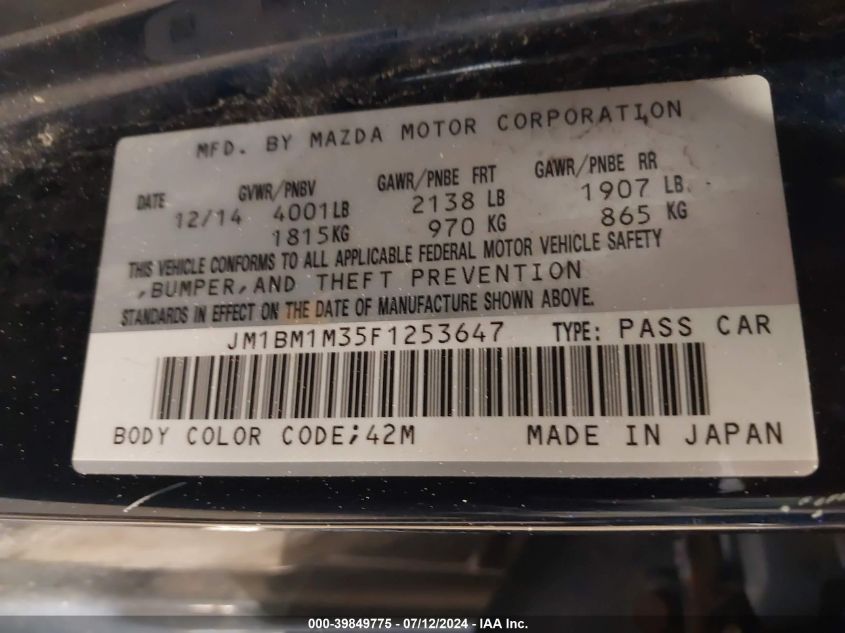 MFD. BY MAZDA MOTOR CORPORATION
DATE GVWR/PNBV GAWR/PNBE FRT GAWR/PNBE RR
12/14 4001LB 2138 LB 1907 LB
1815KG 970 KG 865 KG
THIS VEHICLE CONFORMS TO ALL APPLICABLE FEDERAL MOTOR VEHICLE SAFETY
,BUMPER,AND THEFT PREVENTION
STANDARDS IN EFFECT ON THE DATE OF MANUFACTURE SHOWN ABOVE.
JM1BM1M35F1253647 TYPE: PASS CAR
BODY COLOR CODE;42M MADE IN JAPAN
000-39849775 - 07/12/2024 - IAA Inc.